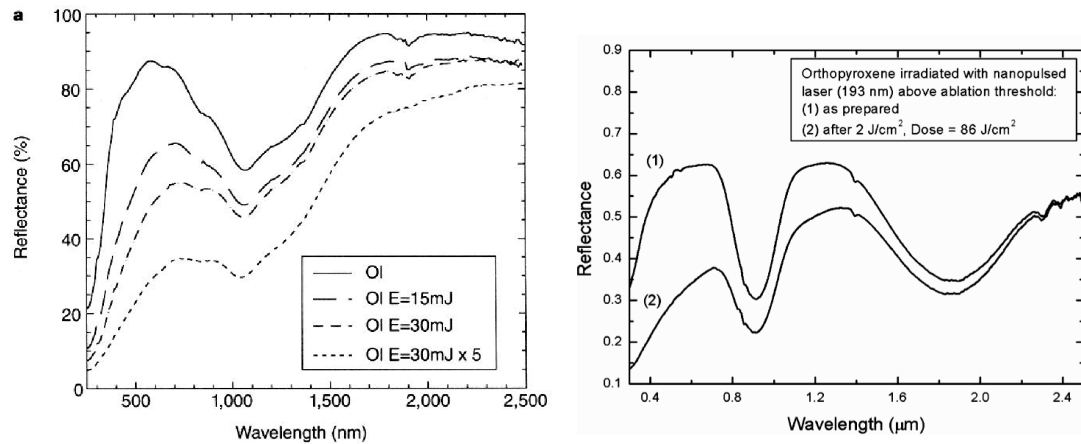 a
100
80
60
40
20
0
Reflectance (%)
500
1,000
1,500
2,000
2,500
Wavelength (nm)
Ol
Ol E=15mJ
Ol E=30mJ
Ol E=30mJ x 5
0.9
0.8
0.7
0.6
0.5
0.4
0.3
0.2
0.1
Reflectance
0.4
0.8
1.2
1.6
2.0
2.4
Wavelength (μm)
Orthopyroxene irradiated with nanopulsed
laser (193 nm) above ablation threshold:
(1) as prepared
(2) after 2 J/cm², Dose = 86 J/cm²
(1)
(2)